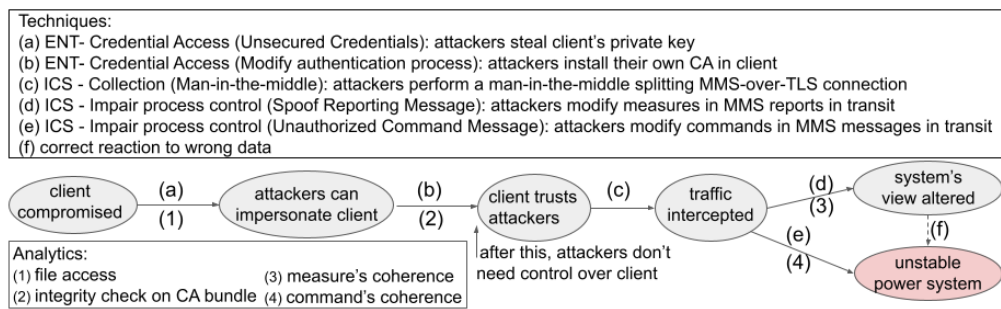 Techniques:
(a) ENT- Credential Access (Unsecured Credentials): attackers steal client's private key
(b) ENT- Credential Access (Modify authentication process): attackers install their own CA in client
(c) ICS - Collection (Man-in-the-middle): attackers perform a man-in-the-middle splitting MMS-over-TLS connection
(d) ICS - Impair process control (Spoof Reporting Message): attackers modify measures in MMS reports in transit
(e) ICS - Impair process control (Unauthorized Command Message): attackers modify commands in MMS messages in transit
(f) correct reaction to wrong data
client
compromised
(a)
(1)
attackers can
impersonate client
(b)
(2)
client trusts
attackers
(c)
traffic
intercepted
(d)
(3)
system's
view altered
(e)
(4)
(f)
unstable
power system
after this, attackers don't
need control over client
Analytics:
(1) file access
(2) integrity check on CA bundle
(3) measure's coherence
(4) command's coherence